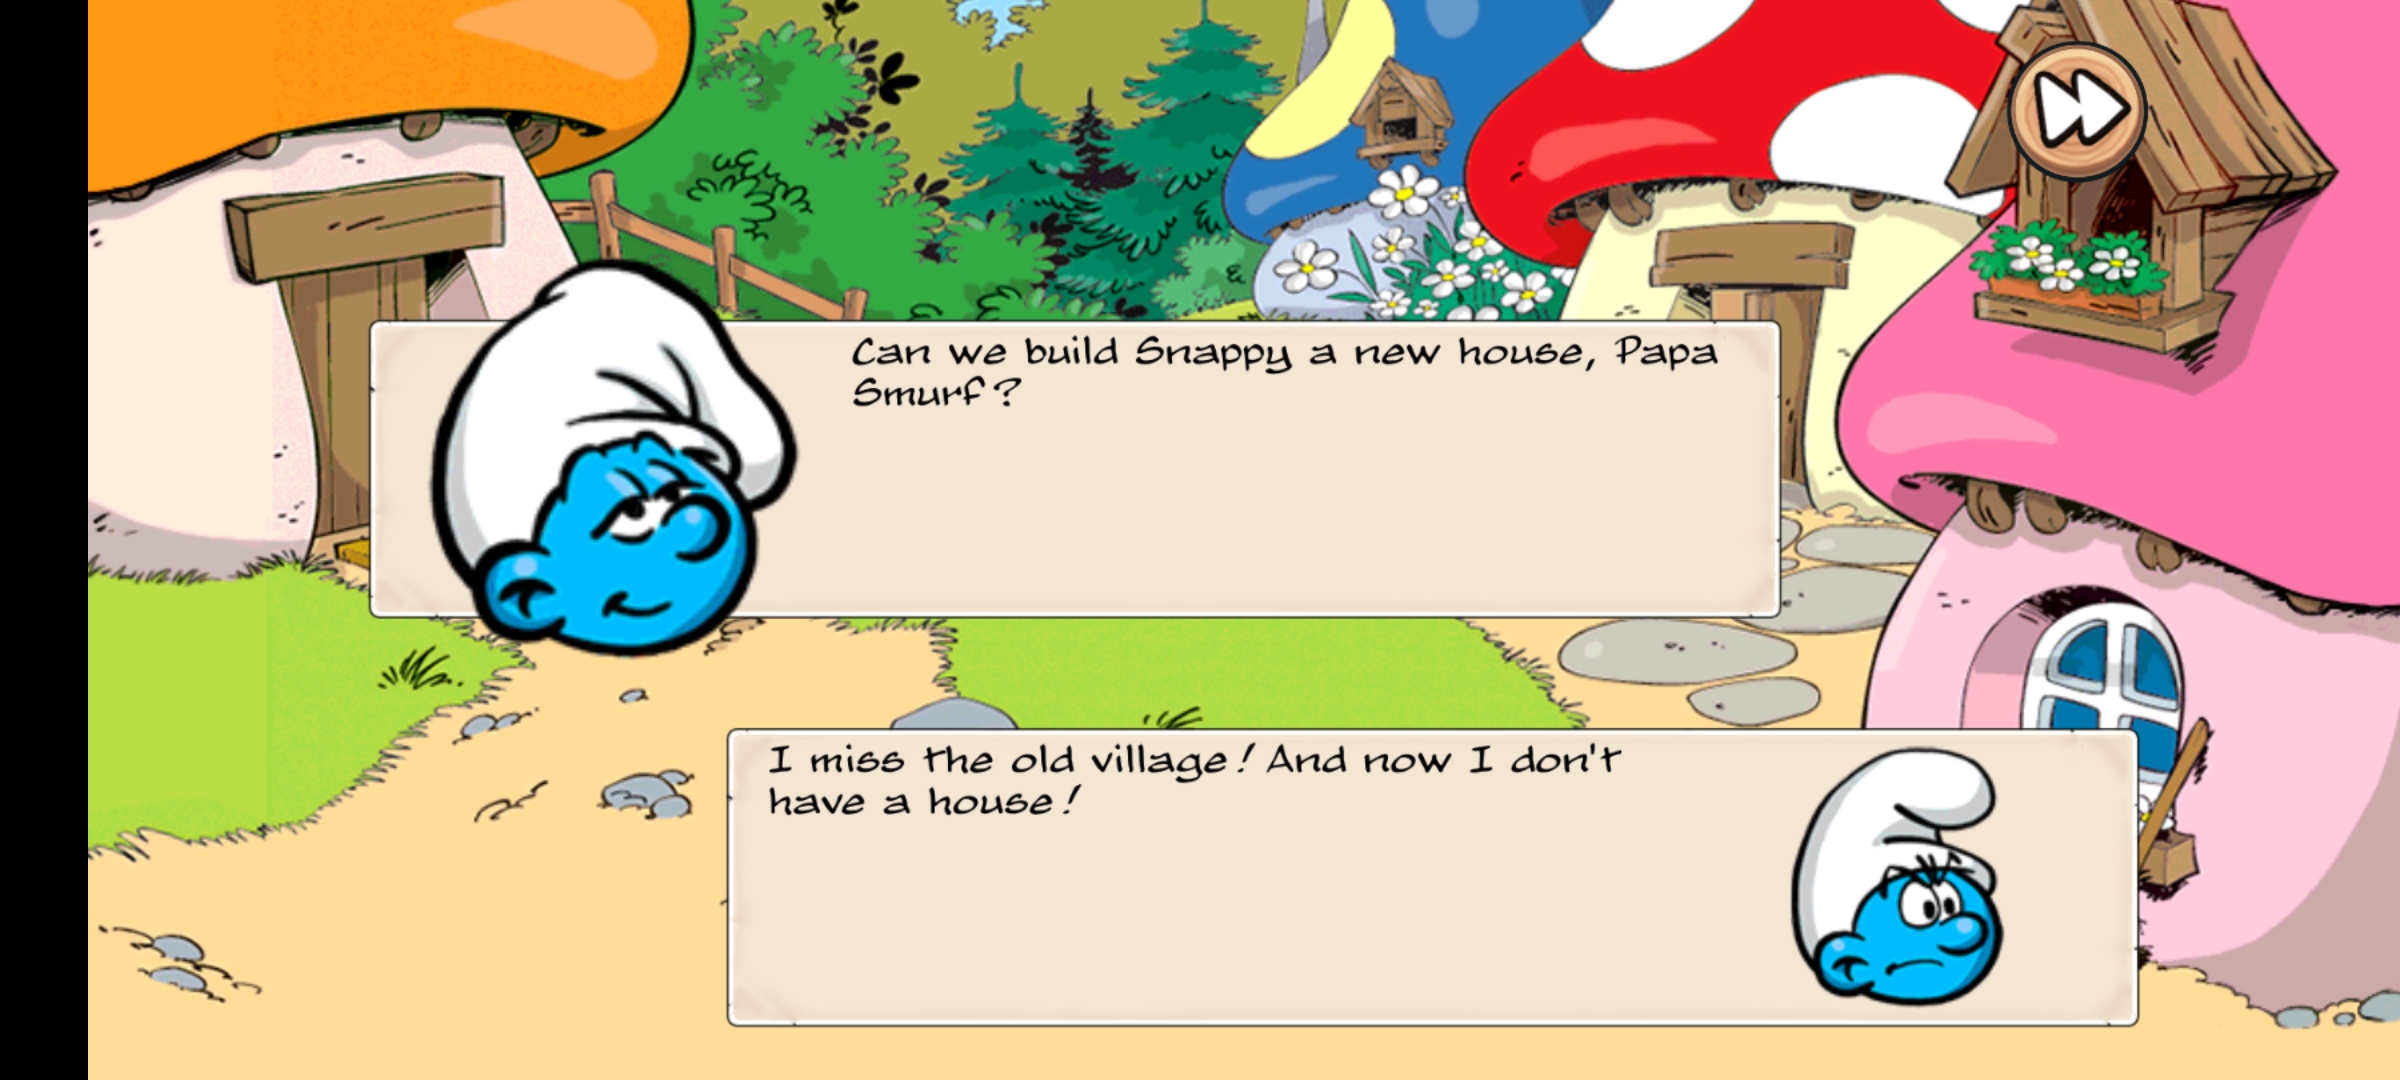 Can we build Snappy a new house, Papa
Smurf?
I miss the old village! And now I don't
have a house!